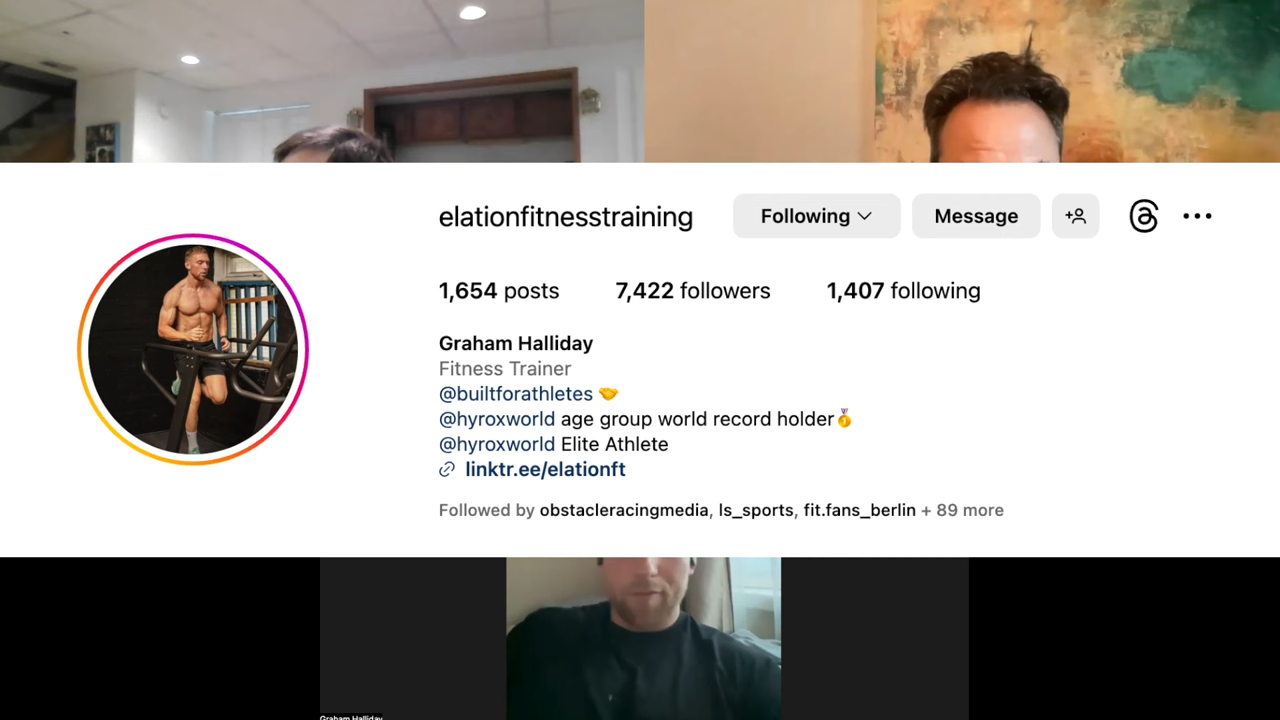 elationfitnesstraining Following Message
1,654 posts 7,422 followers 1,407 following
Graham Halliday
Fitness Trainer
@builtforathletes 🤝
@hyroxworld age group world record holder🏅
@hyroxworld Elite Athlete
linktr.ee/elationft
Followed by obstacleracingmedia, ls_sports, fit.fans_berlin + 89 more
Graham Halliday